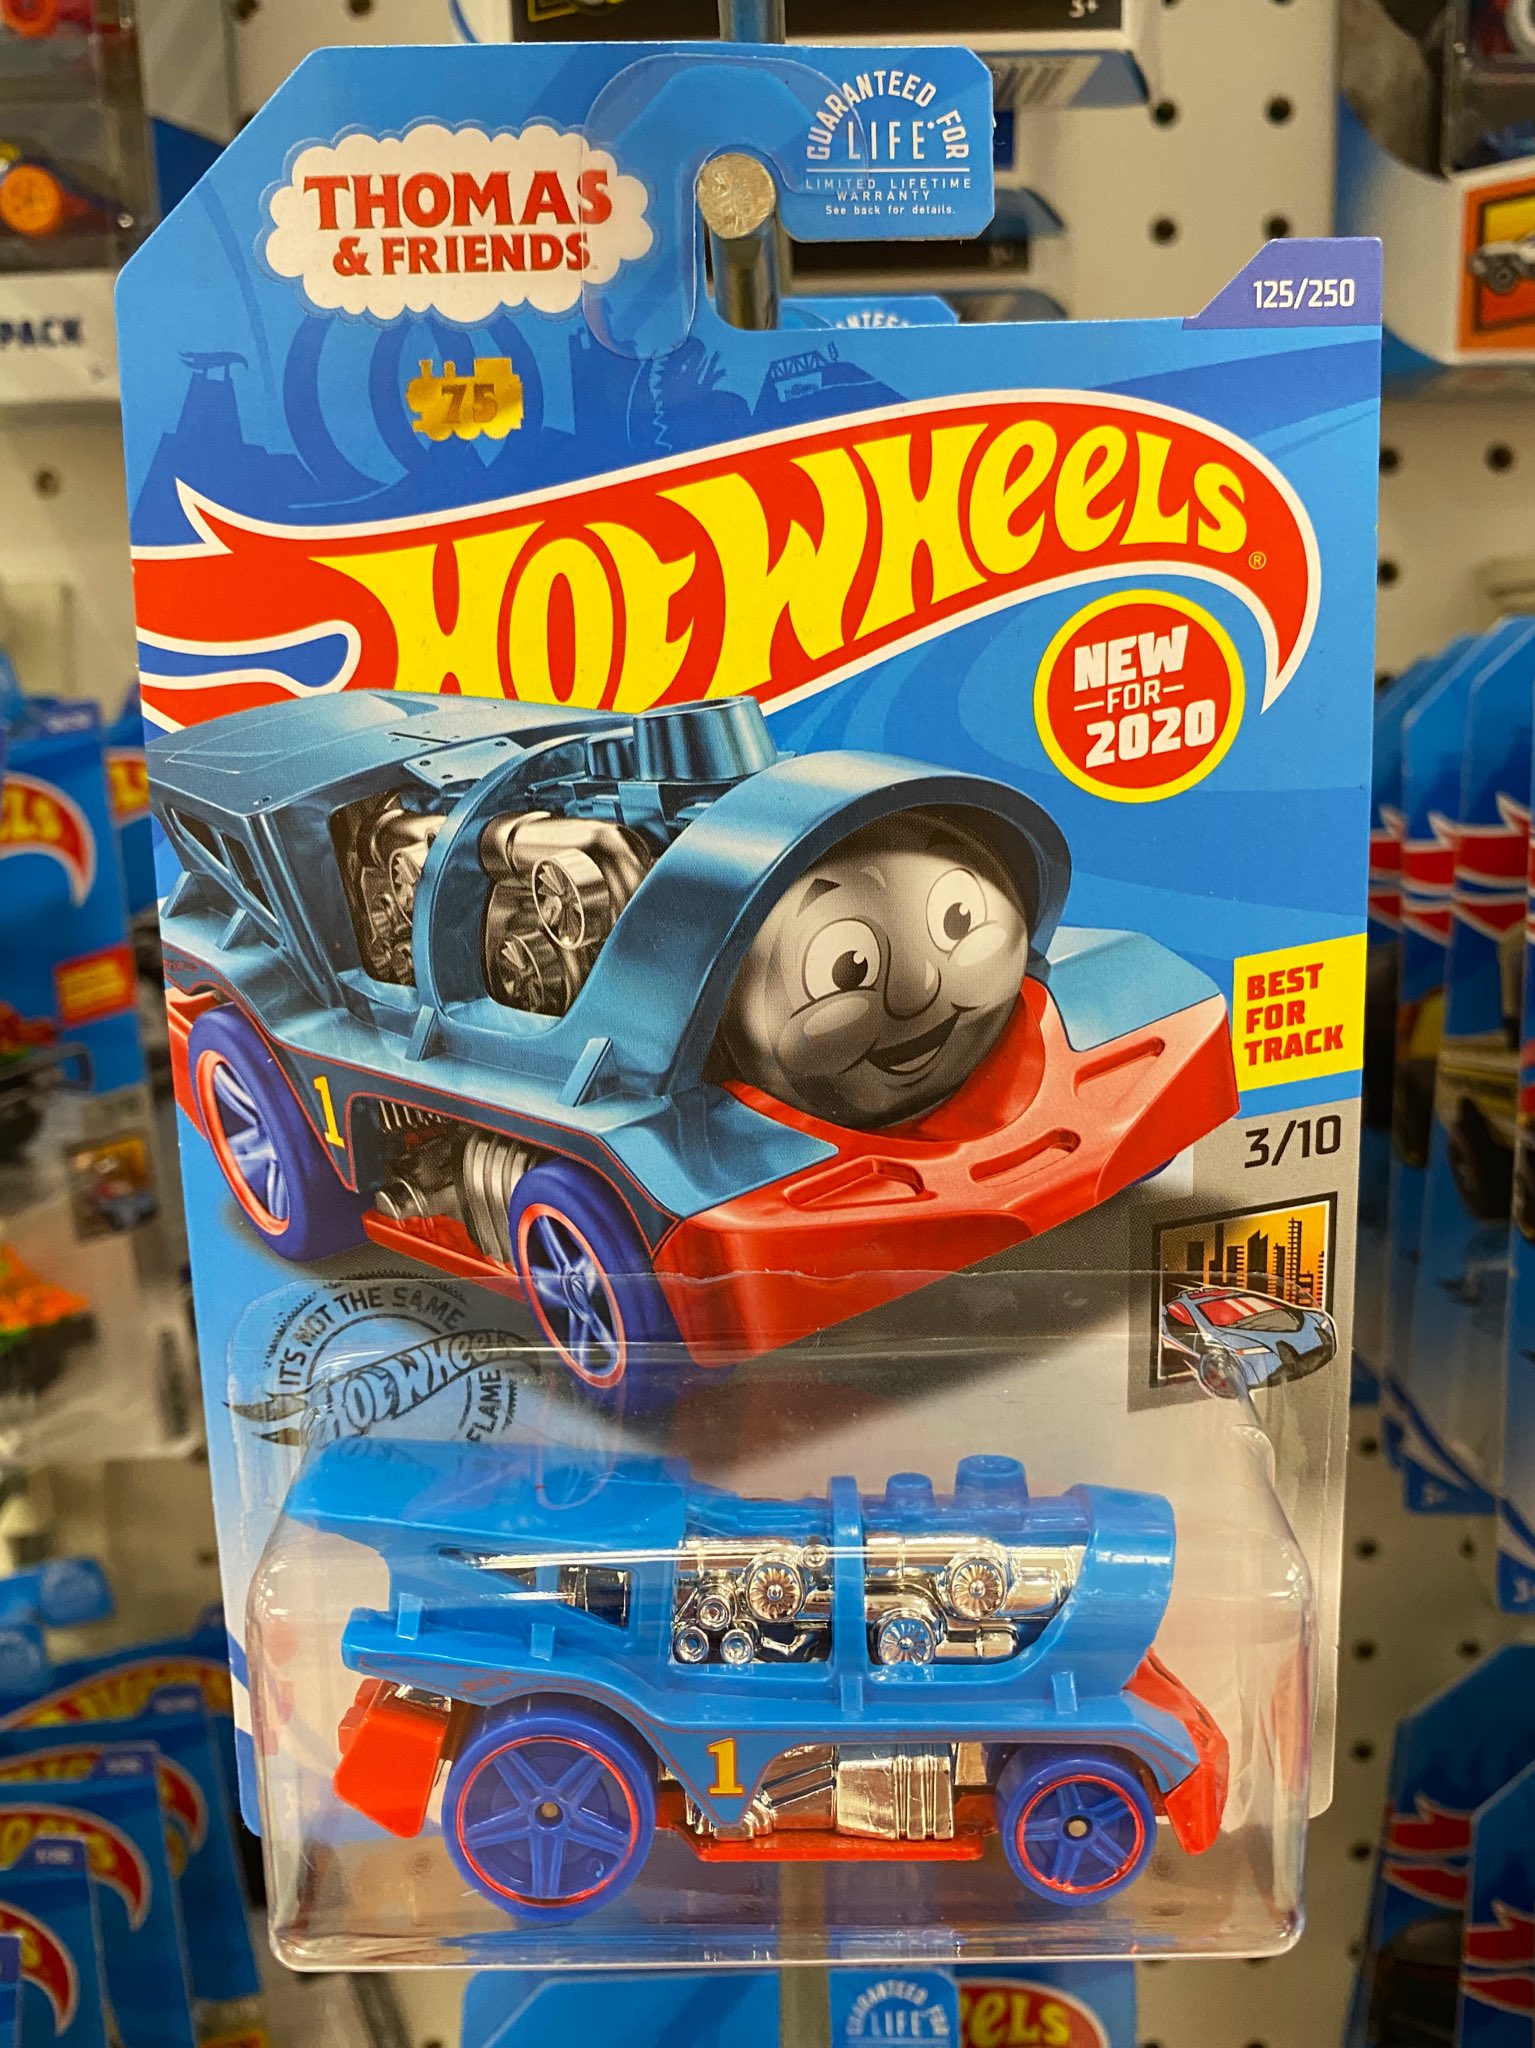 GUARANTEED FOR
LIFE*
LIMITED LIFETIME
WARRANTY
See back for details.
THOMAS
& FRIENDS
125/250
75
HOT WHEELS®
NEW
FOR
2020
BEST
FOR
TRACK
3/10
1
IT'S NOT THE SAME
HOT WHEELS
FLAME
1
PACK